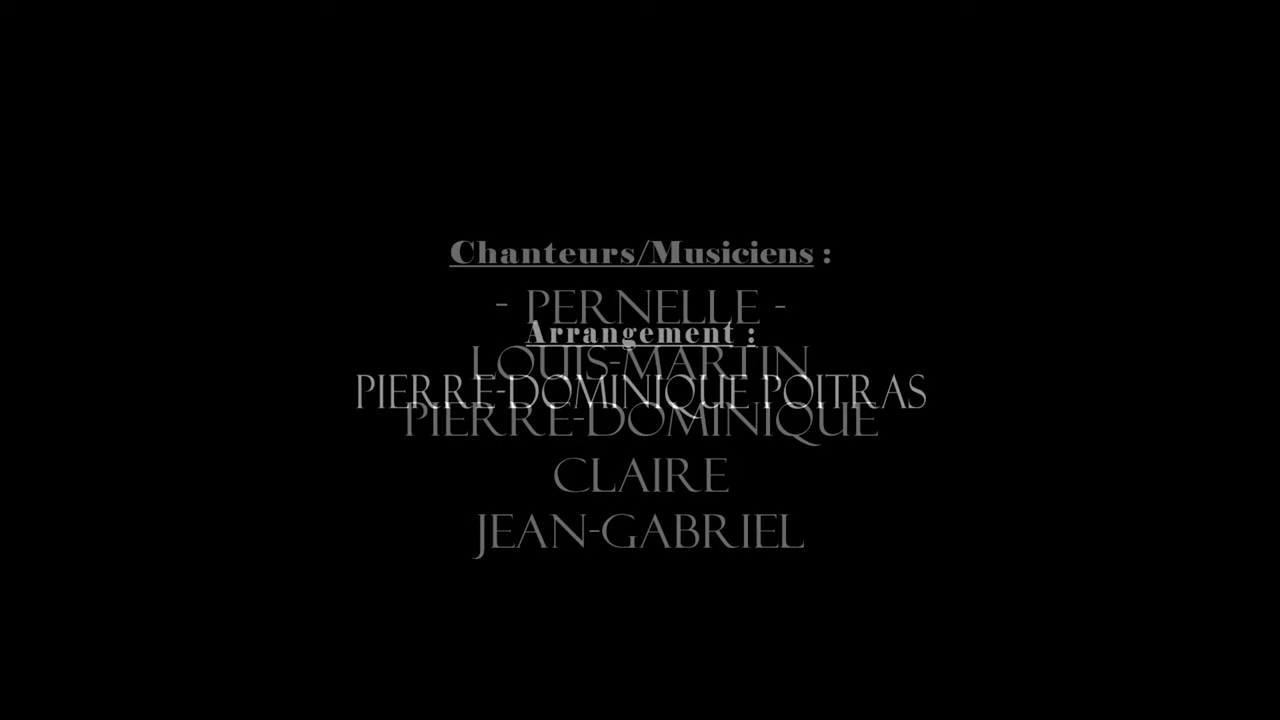 Chanteurs/Musiciens :
- PERNELLE -
Arrangement :
LOUIS-MARTIN
PIERRE-DOMINIQUE POITRAS
PIERRE-DOMINIQUE
CLAIRE
JEAN-GABRIEL